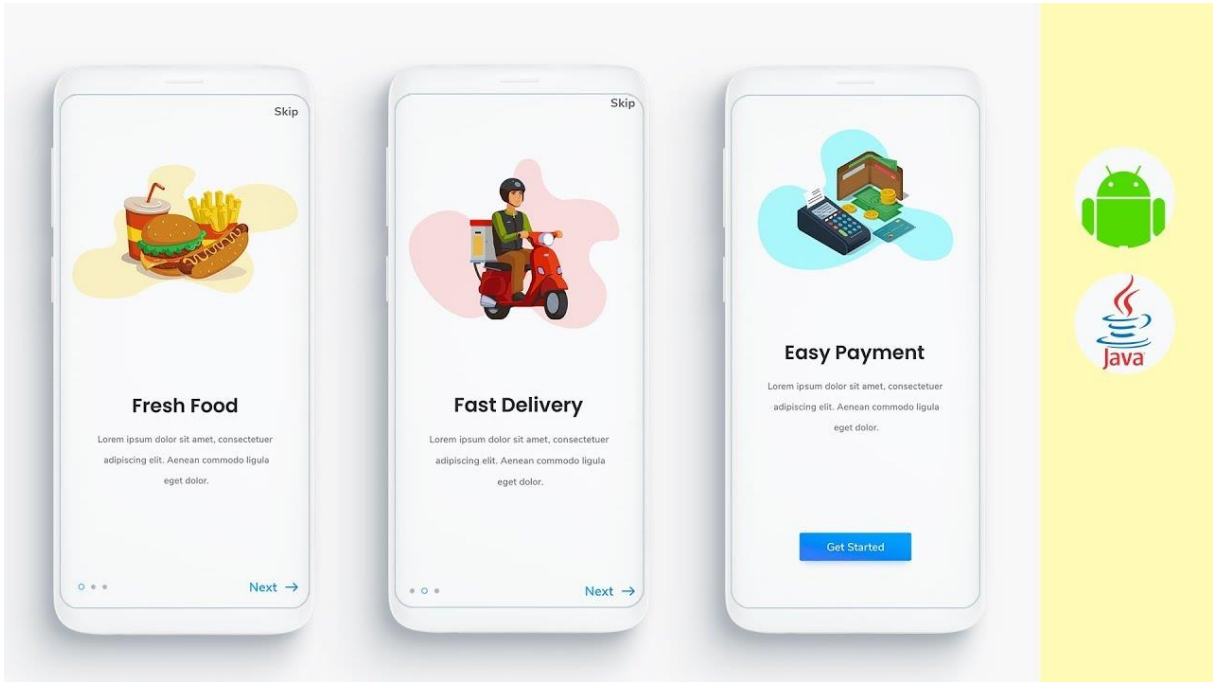 Skip
Fresh Food
Lorem ipsum dolor sit amet, consectetuer
adipiscing elit. Aenean commodo ligula
eget dolor.
Next →
Skip
Fast Delivery
Lorem ipsum dolor sit amet, consectetuer
adipiscing elit. Aenean commodo ligula
eget dolor.
Next →
Easy Payment
Lorem ipsum dolor sit amet, consectetuer
adipiscing elit. Aenean commodo ligula
eget dolor.
Get Started
Java